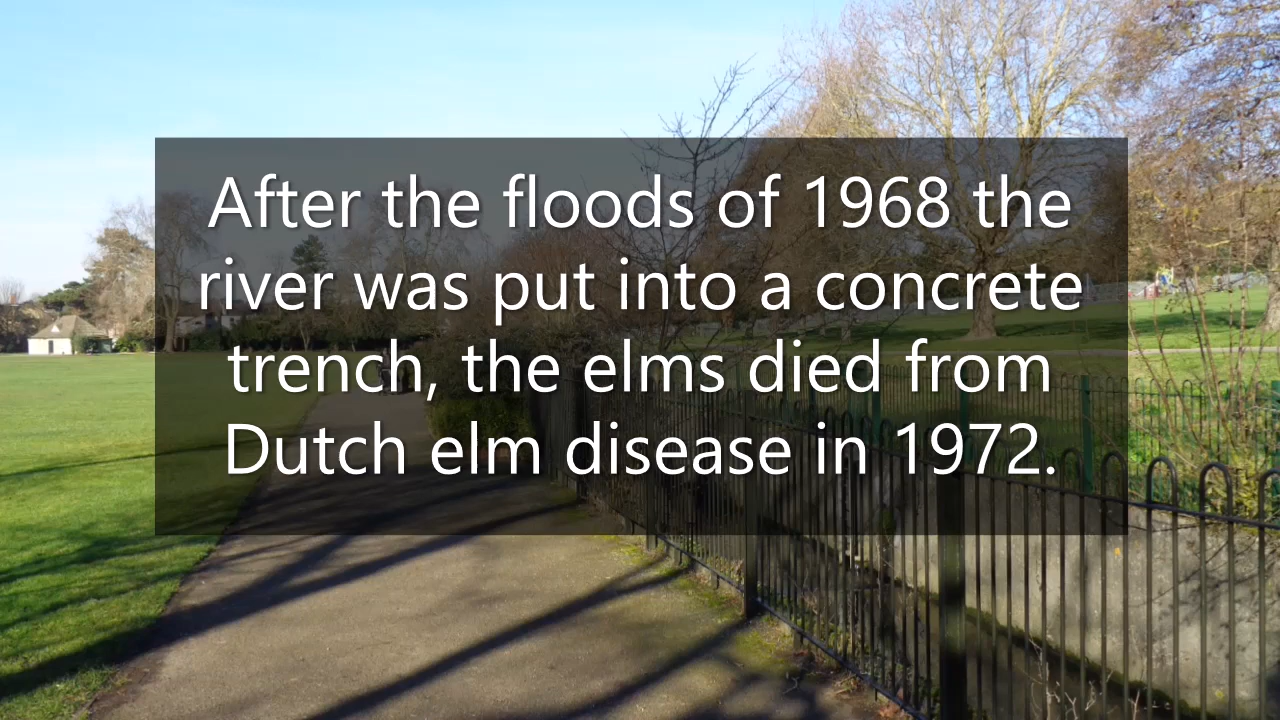 After the floods of 1968 the
river was put into a concrete
trench, the elms died from
Dutch elm disease in 1972.